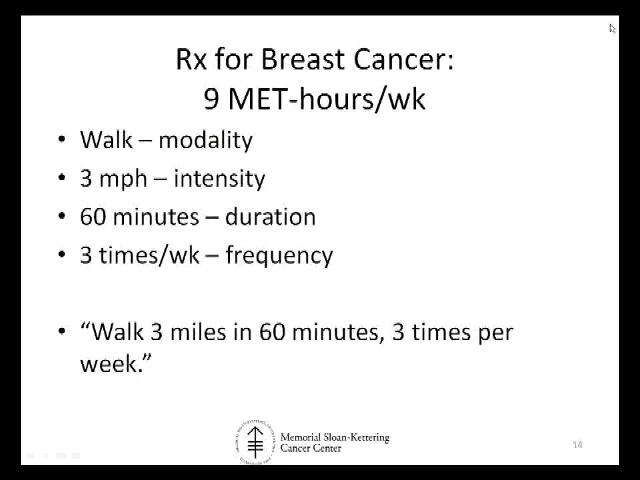 Rx for Breast Cancer:
9 MET-hours/wk
• Walk – modality
• 3 mph – intensity
• 60 minutes – duration
• 3 times/wk – frequency
• “Walk 3 miles in 60 minutes, 3 times per
week.”
Memorial Sloan-Kettering
Cancer Center
14